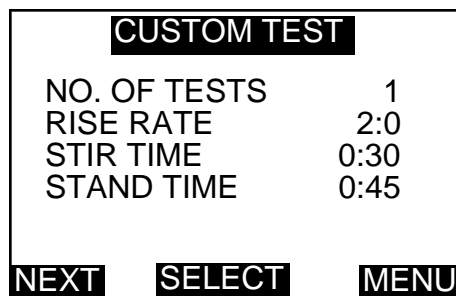 CUSTOM TEST
NO. OF TESTS 1
RISE RATE 2:0
STIR TIME 0:30
STAND TIME 0:45
NEXT SELECT MENU